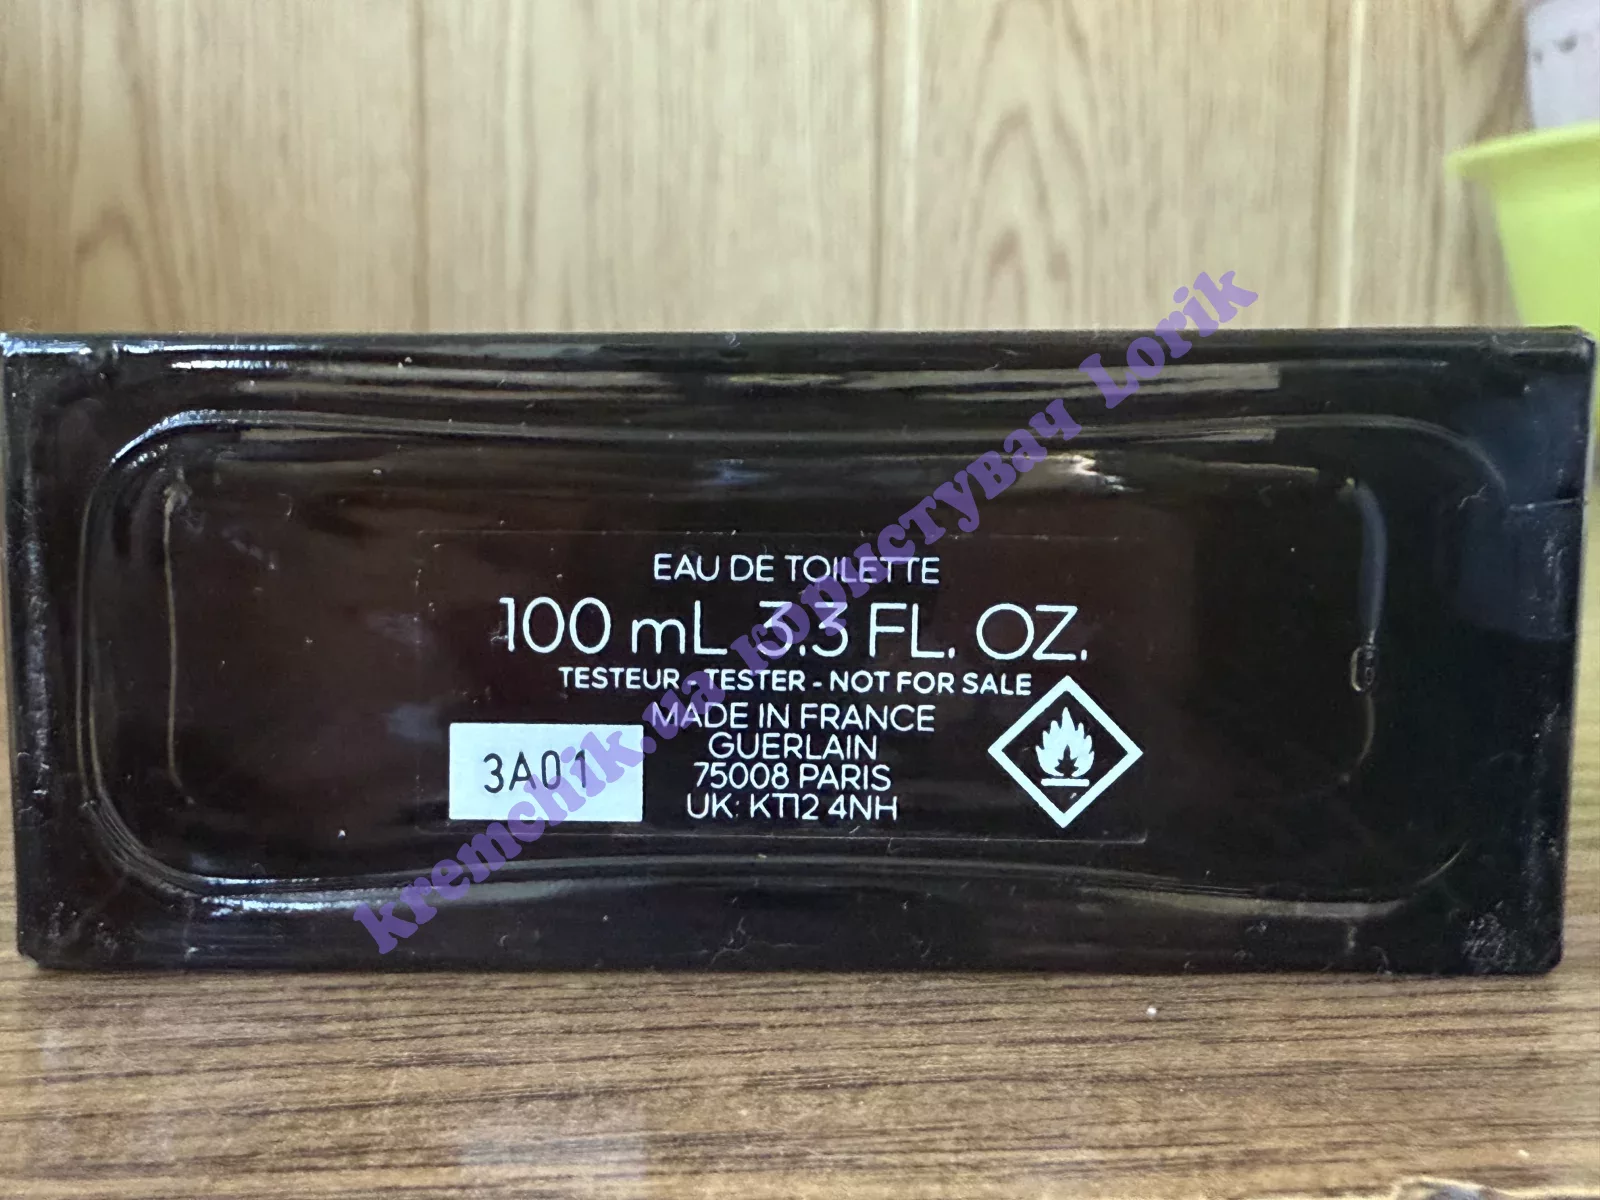 EAU DE TOILETTE
100 mL 3.3 FL. OZ.
TESTEUR - TESTER - NOT FOR SALE
MADE IN FRANCE
GUERLAIN
75008 PARIS
UK: KT12 4NH
3A01
kremchik.ua користувач Lorik